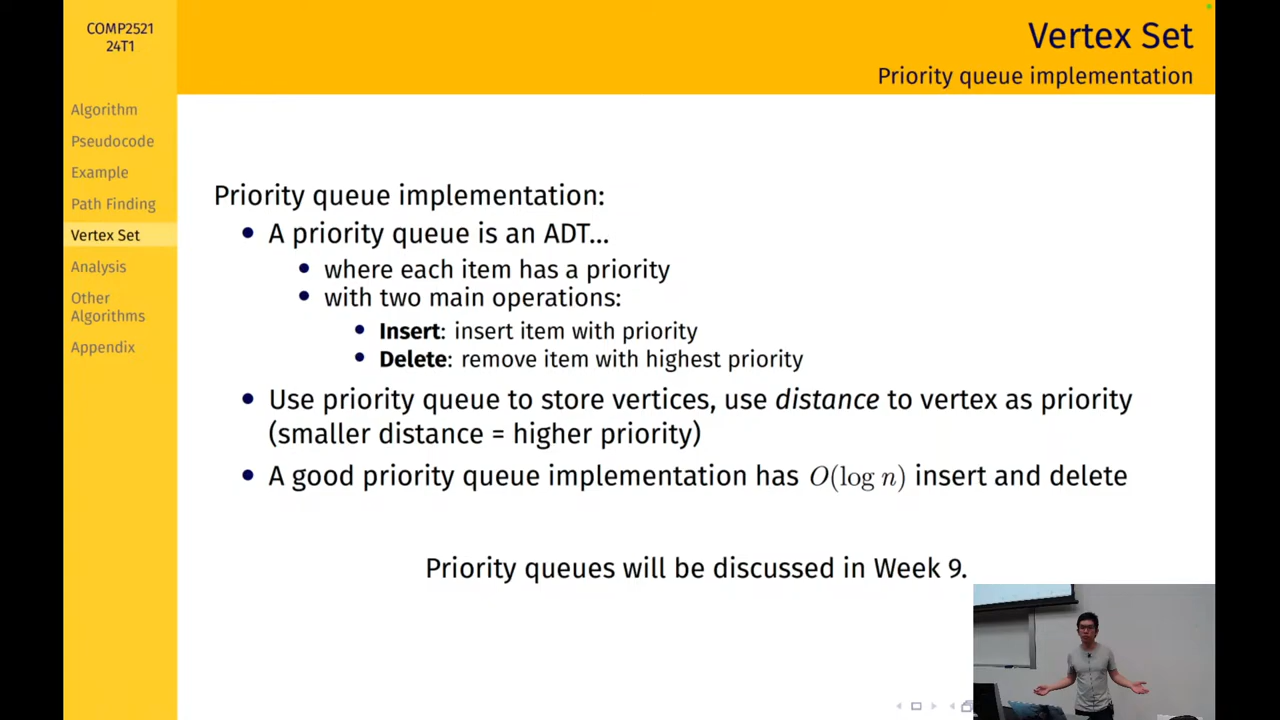 COMP2521
24T1
Vertex Set
Priority queue implementation
Algorithm
Pseudocode
Example
Path Finding
Vertex Set
Analysis
Other
Algorithms
Appendix
Priority queue implementation:
• A priority queue is an ADT...
• where each item has a priority
• with two main operations:
• Insert: insert item with priority
• Delete: remove item with highest priority
• Use priority queue to store vertices, use distance to vertex as priority
(smaller distance = higher priority)
• A good priority queue implementation has O(log n) insert and delete
Priority queues will be discussed in Week 9.